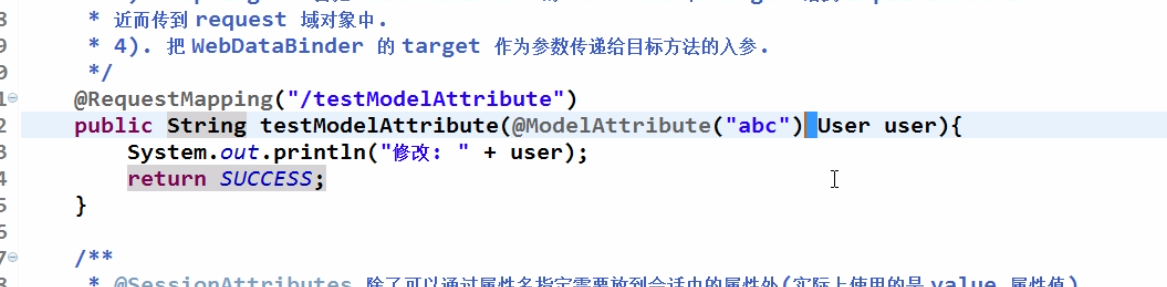 * 近而传到 request 域对象中.
* 4). 把 WebDataBinder 的 target 作为参数传递给目标方法的入参.
*/
@RequestMapping("/testModelAttribute")
public String testModelAttribute(@ModelAttribute("abc") User user){
System.out.println("修改: " + user);
return SUCCESS;
}
/**
* @SessionAttributes 除了可以通过属性名指定需要放到会话中的属性外(实际上使用的是 value 属性值)